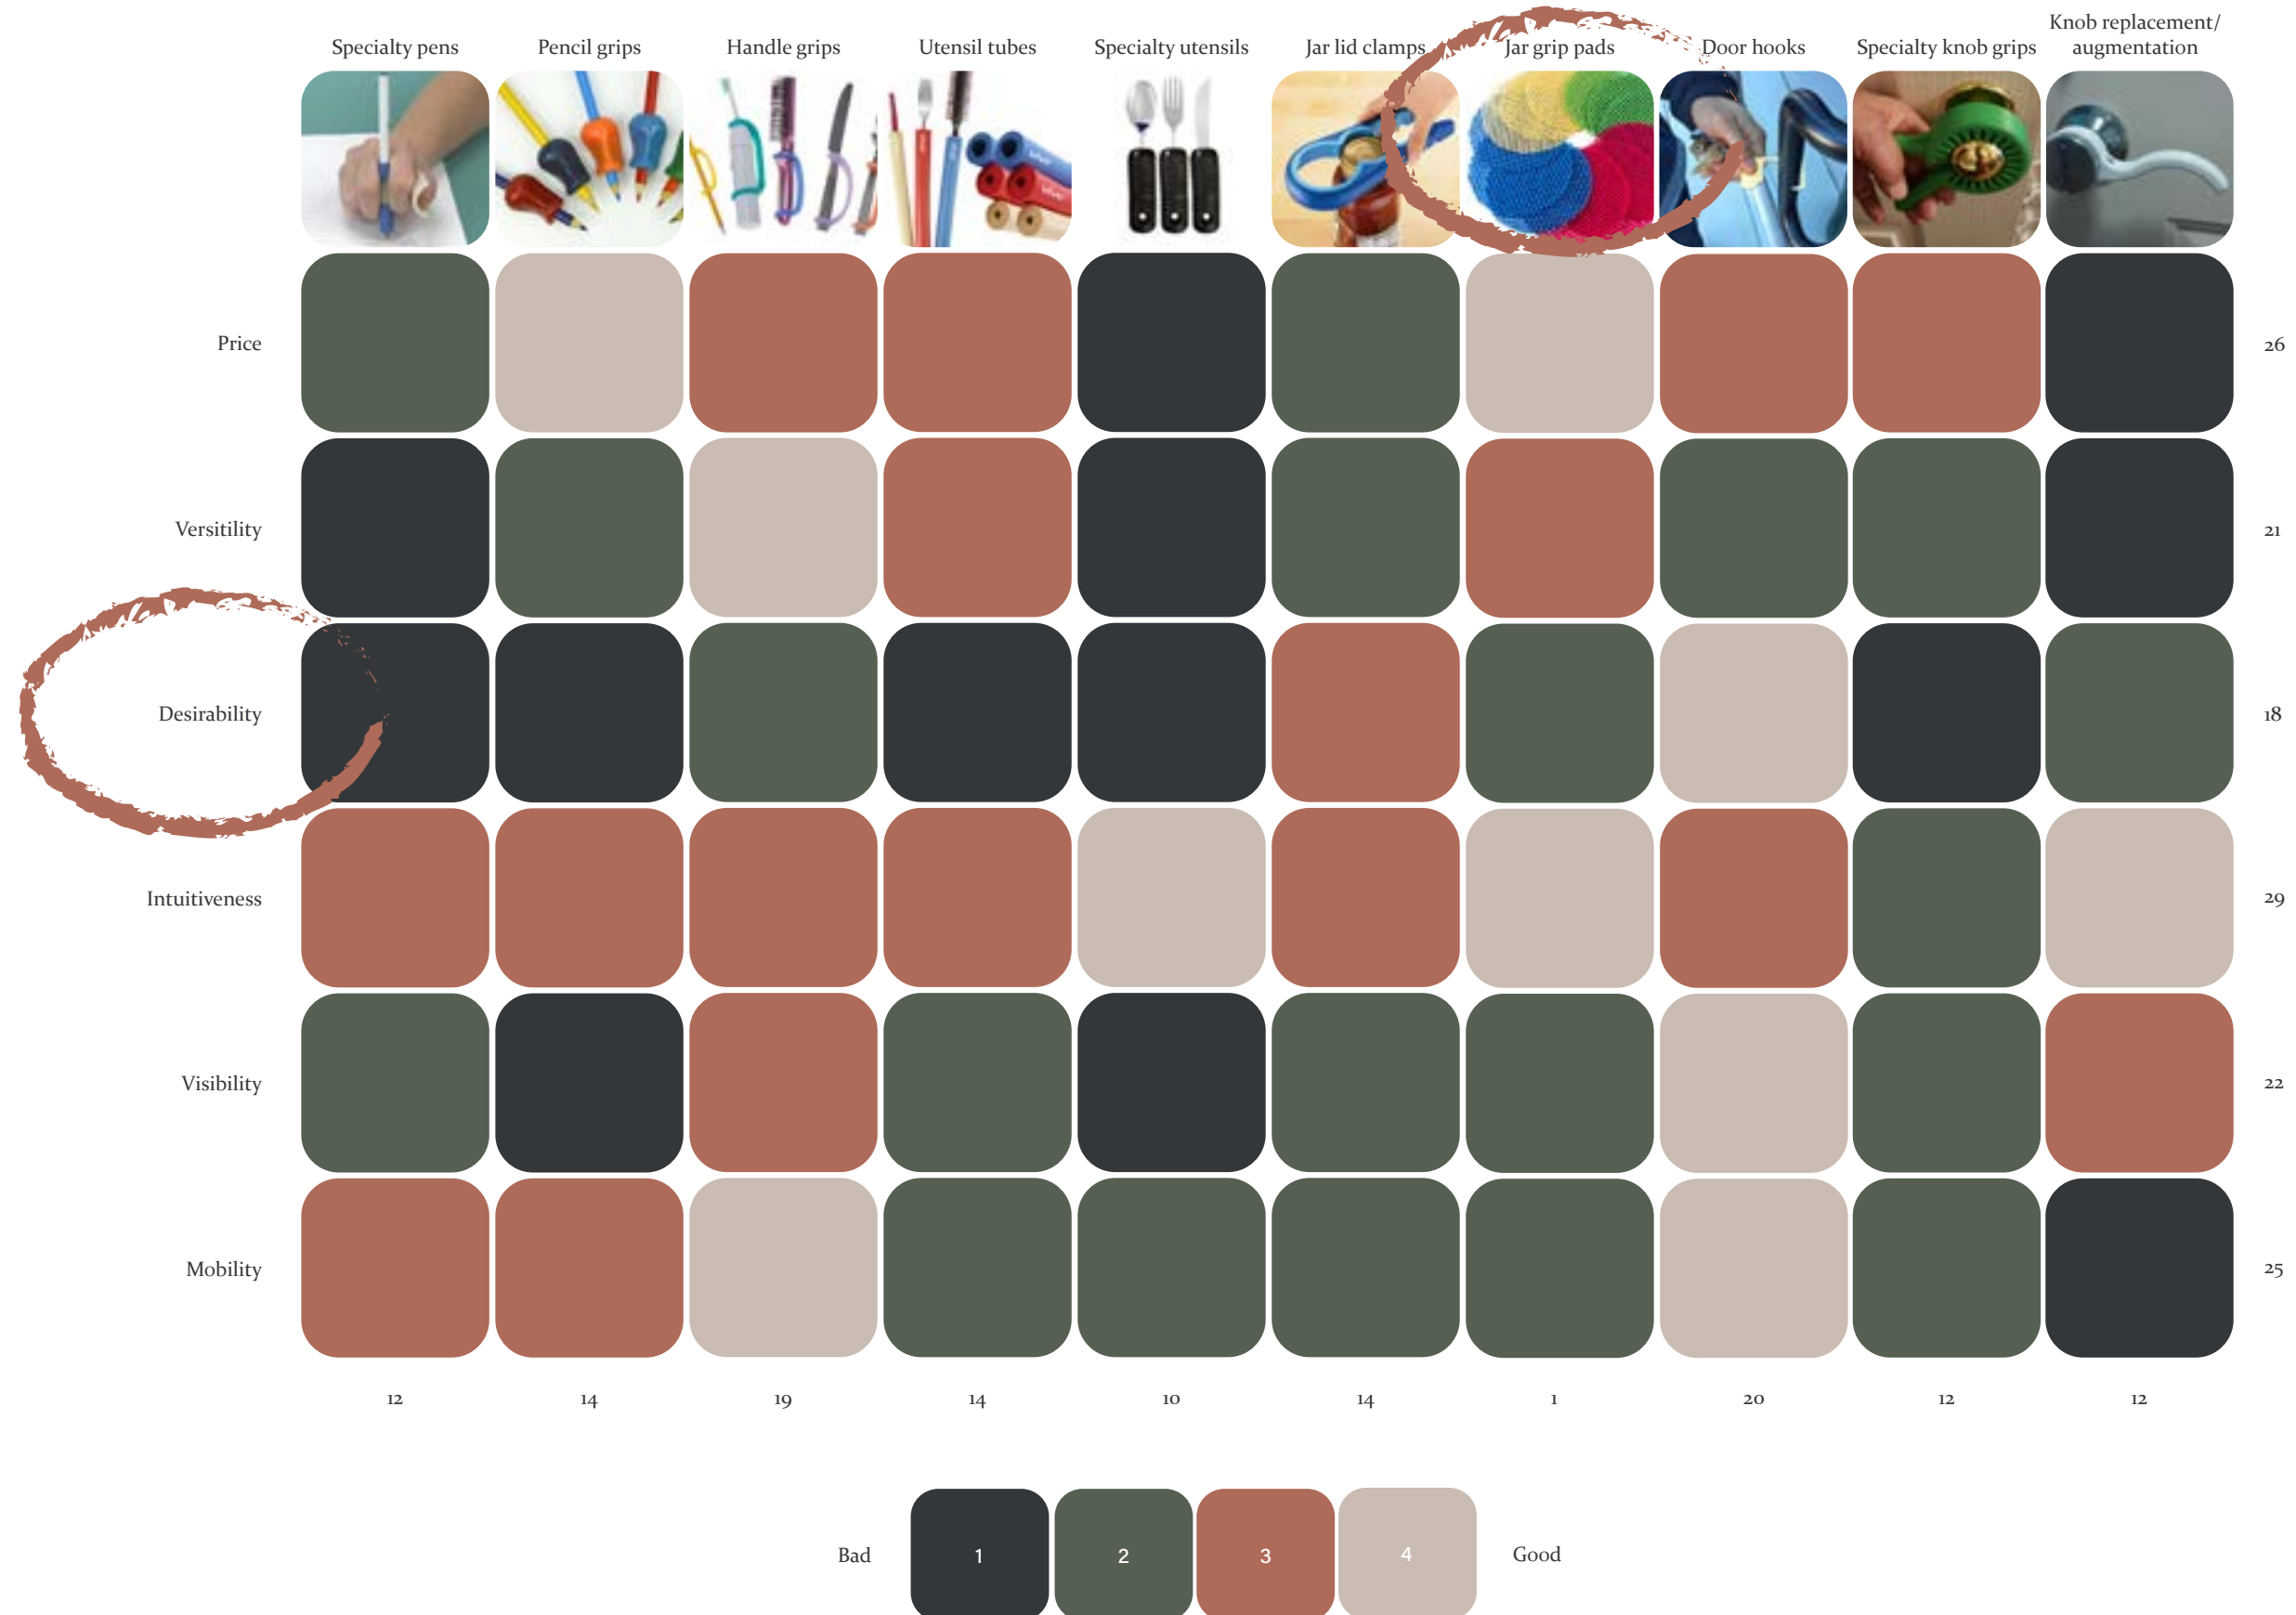 Specialty pens
Pencil grips
Handle grips
Utensil tubes
Specialty utensils
Jar lid clamps
Jar grip pads
Door hooks
Specialty knob grips
Knob replacement/
augmentation
Price
26
Versitility
21
Desirability
18
Intuitiveness
29
Visibility
22
Mobility
25
12
14
19
14
10
14
1
20
12
12
Bad
1
2
3
4
Good